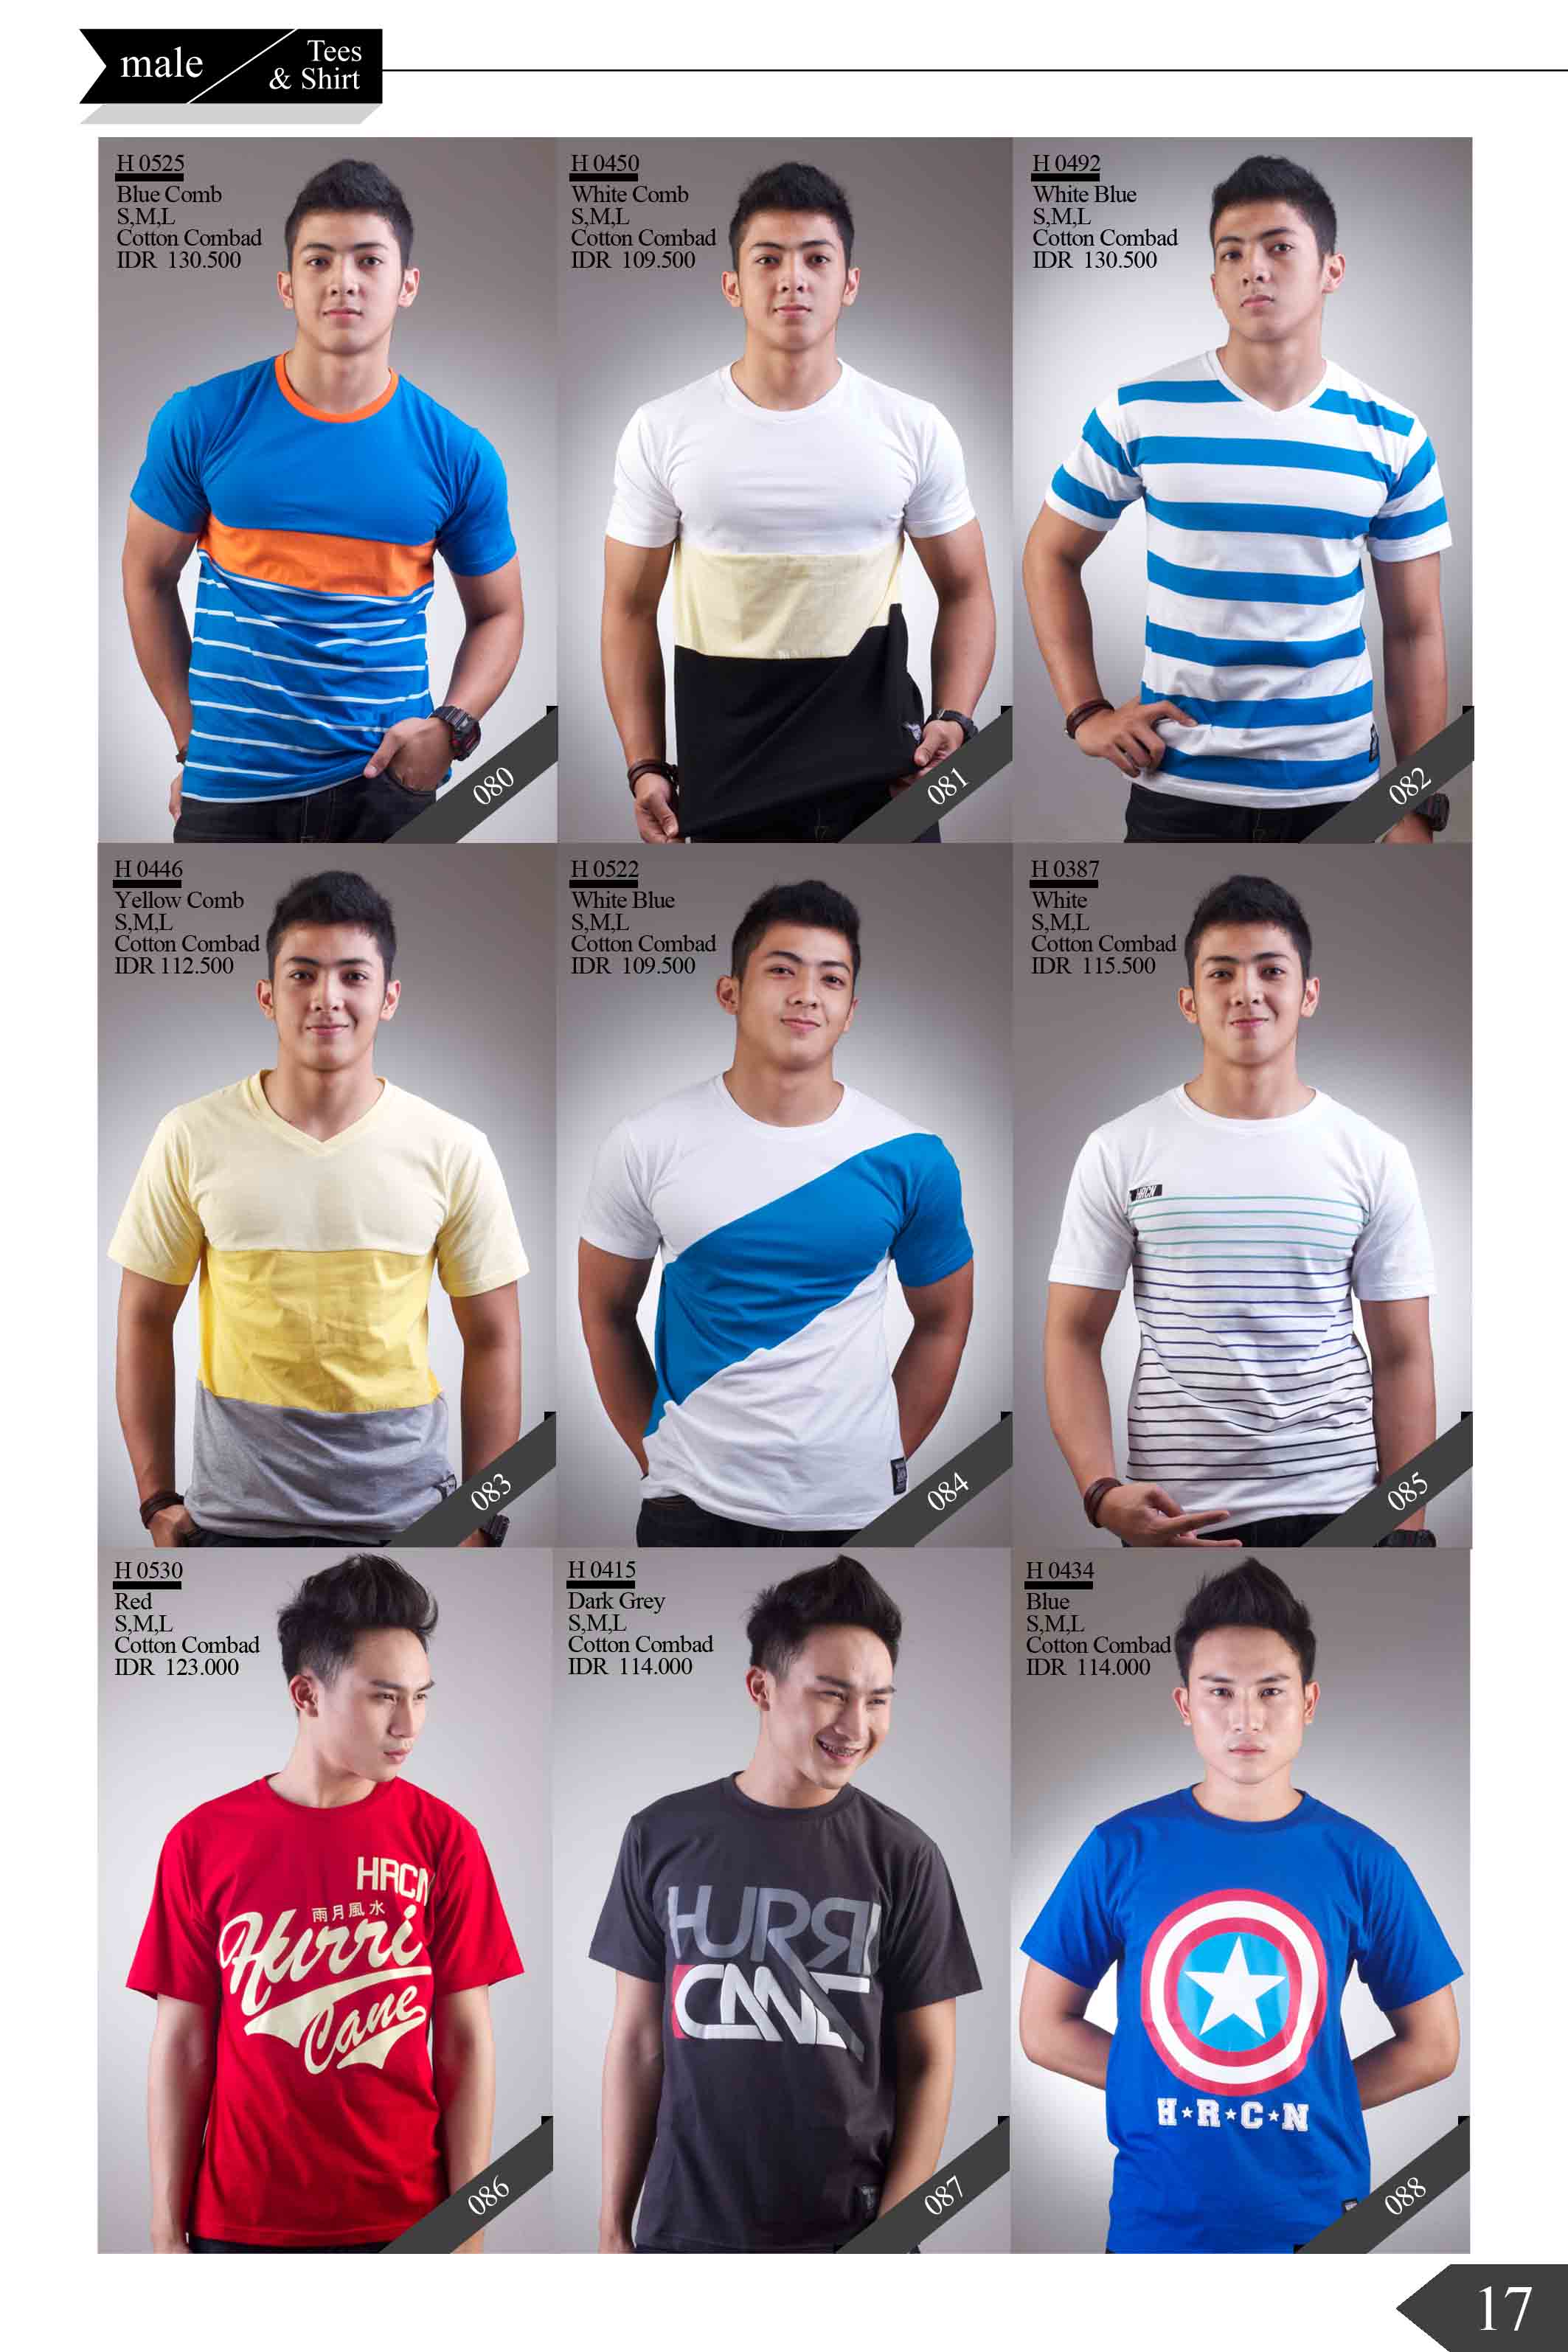 male
Tees
& Shirt
H 0525
Blue Comb
S,M,L
Cotton Combad
IDR 130.500
080
H 0450
White Comb
S,M,L
Cotton Combad
IDR 109.500
081
H 0492
White Blue
S,M,L
Cotton Combad
IDR 130.500
082
H 0446
Yellow Comb
S,M,L
Cotton Combad
IDR 112.500
083
H 0522
White Blue
S,M,L
Cotton Combad
IDR 109.500
084
H 0387
White
S,M,L
Cotton Combad
IDR 115.500
HRCN
085
H 0530
Red
S,M,L
Cotton Combad
IDR 123.000
HRCN
雨月風水
Hurri
Cane
086
H 0415
Dark Grey
S,M,L
Cotton Combad
IDR 114.000
HURRI
CANE
087
H 0434
Blue
S,M,L
Cotton Combad
IDR 114.000
H★R★C★N
088
17